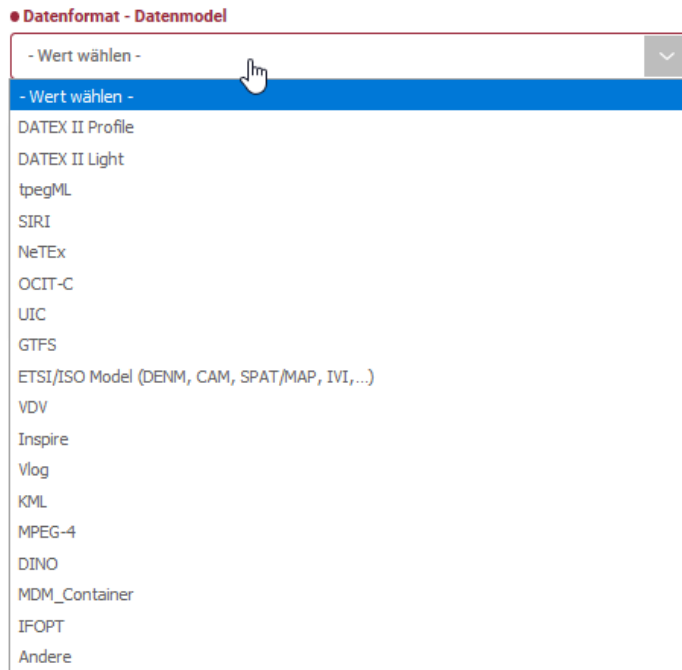 Datenformat - Datenmodel
- Wert wählen -
- Wert wählen -
DATEX II Profile
DATEX II Light
tpegML
SIRI
NeTEx
OCIT-C
UIC
GTFS
ETSI/ISO Model (DENM, CAM, SPAT/MAP, IVI,...)
VDV
Inspire
Vlog
KML
MPEG-4
DINO
MDM_Container
IFOPT
Andere